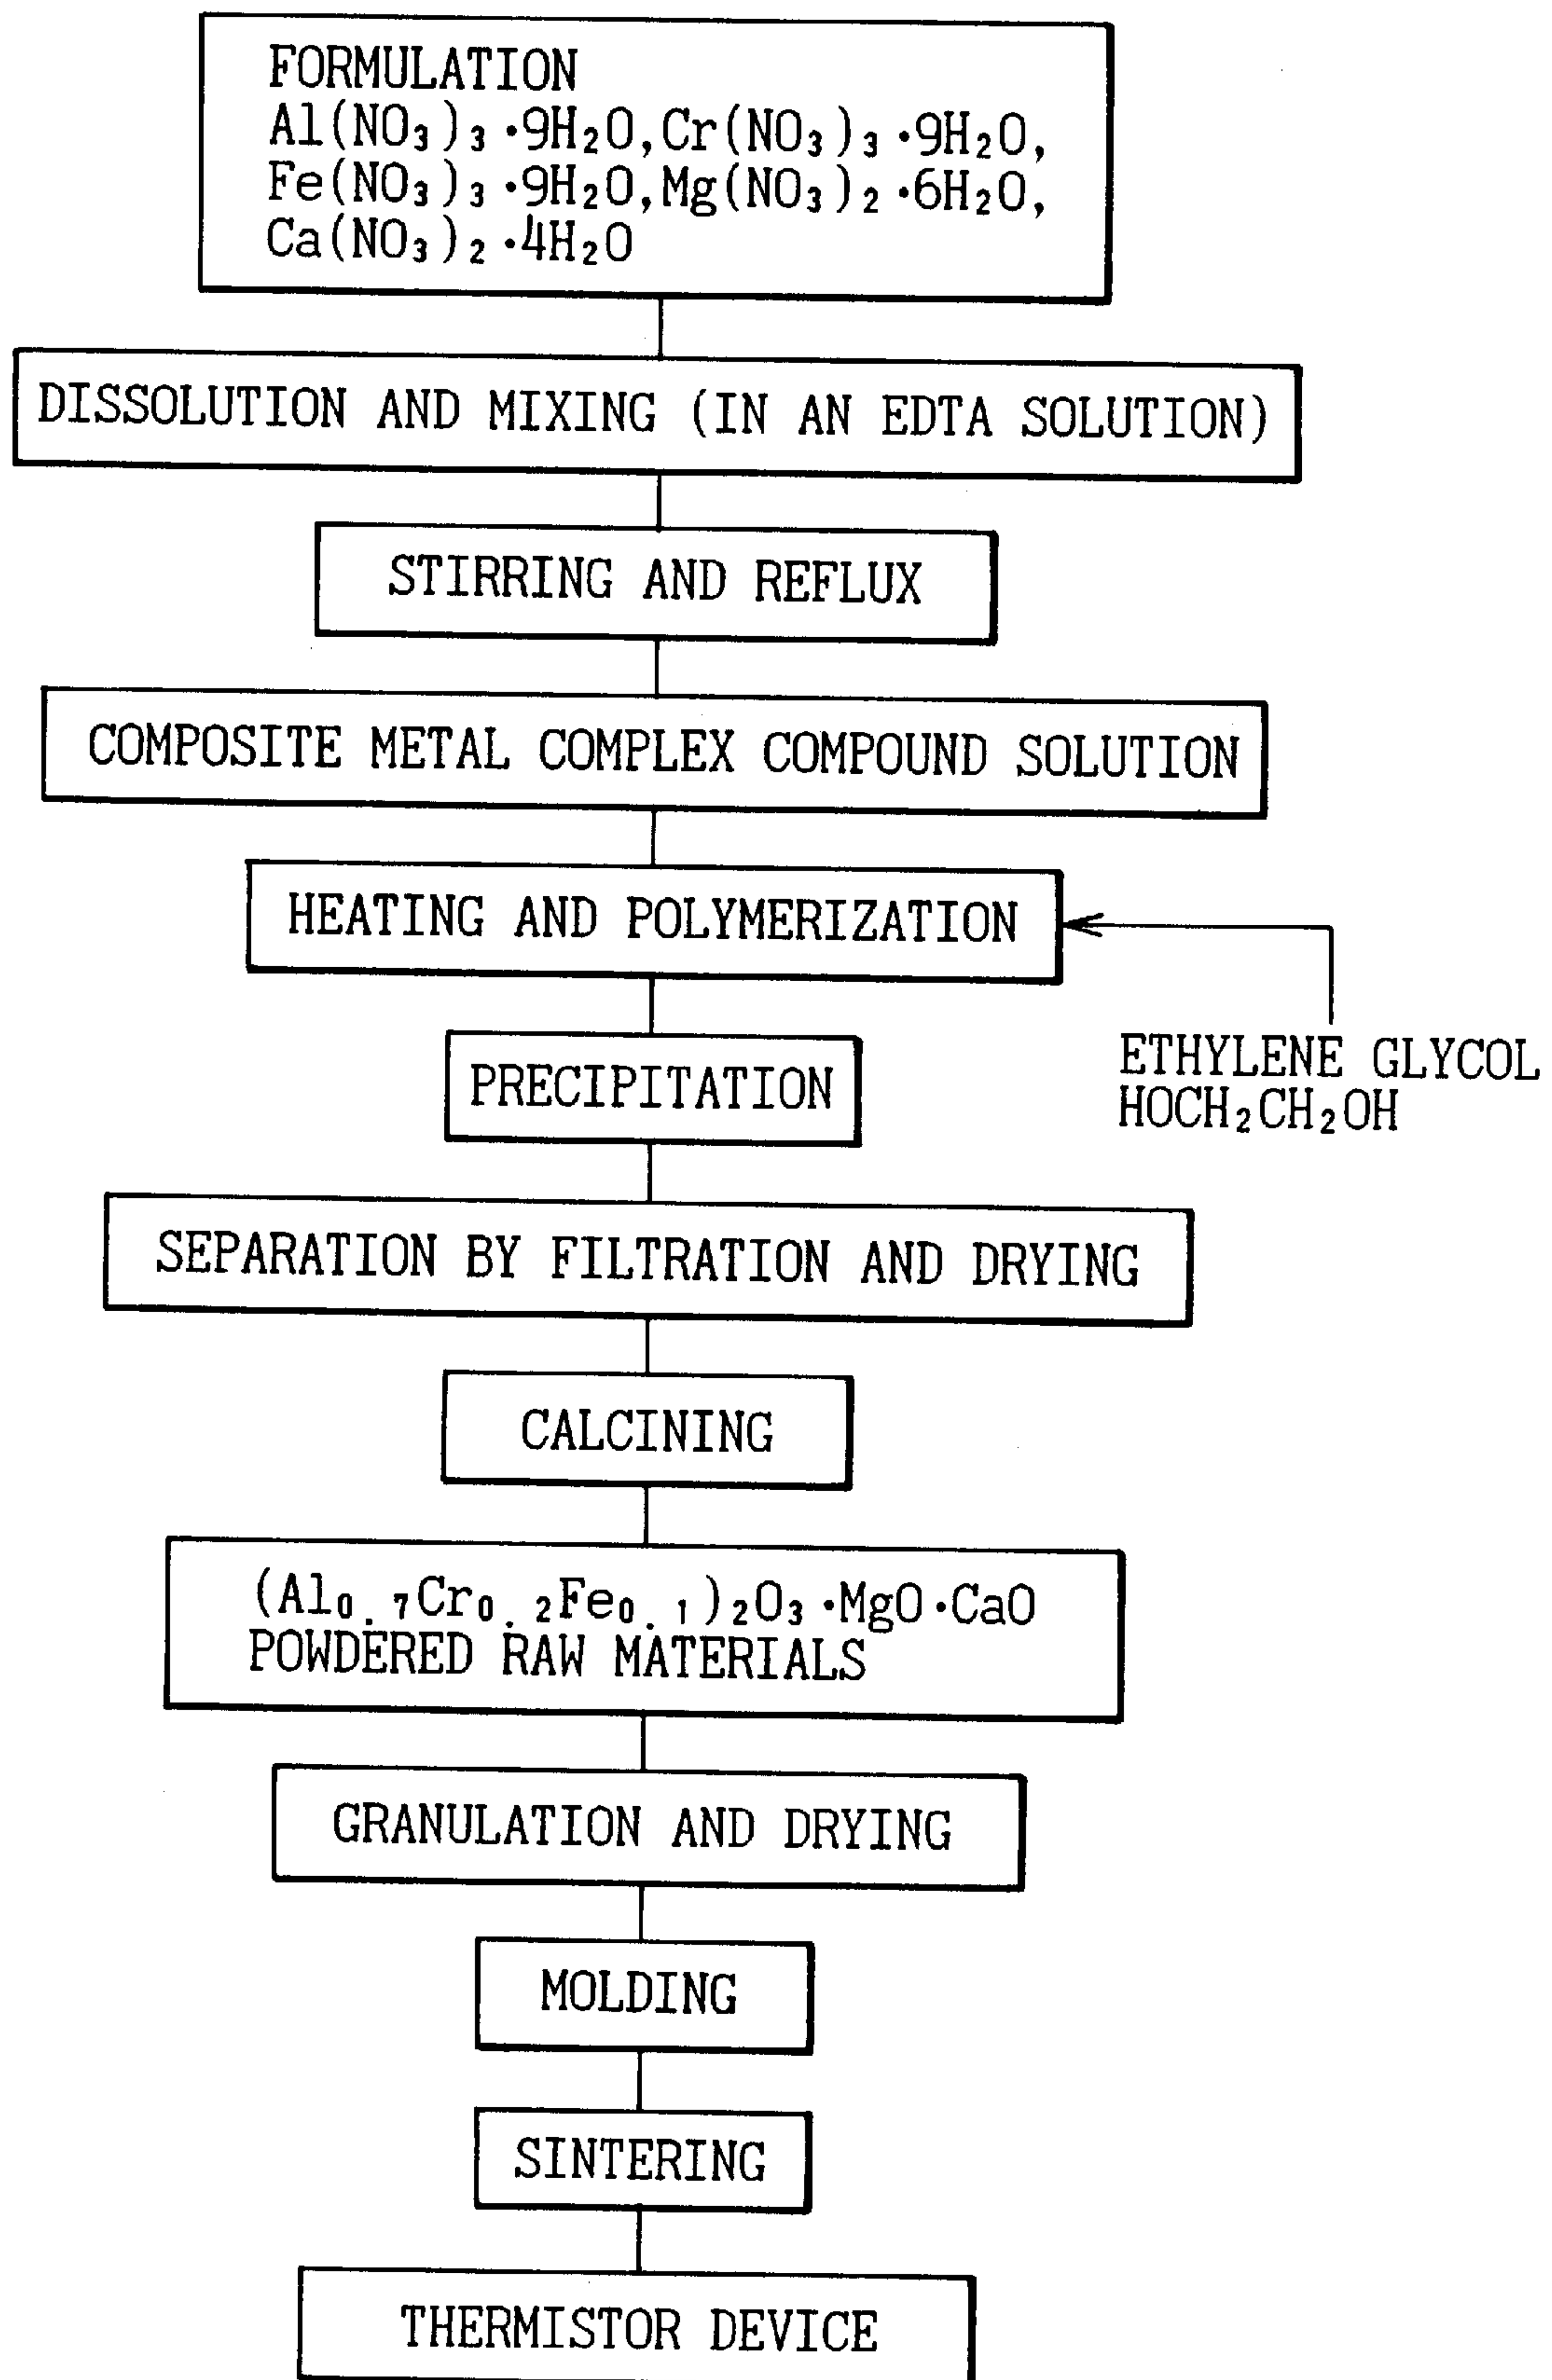 FORMULATION
Al(NO₃)₃·9H₂O,Cr(NO₃)₃·9H₂O,
Fe(NO₃)₃·9H₂O,Mg(NO₃)₂·6H₂O,
Ca(NO₃)₂·4H₂O
DISSOLUTION AND MIXING (IN AN EDTA SOLUTION)
STIRRING AND REFLUX
COMPOSITE METAL COMPLEX COMPOUND SOLUTION
HEATING AND POLYMERIZATION
ETHYLENE GLYCOL
HOCH₂CH₂OH
PRECIPITATION
SEPARATION BY FILTRATION AND DRYING
CALCINING
(Al₀.₇Cr₀.₂Fe₀.₁)₂O₃·MgO·CaO
POWDERED RAW MATERIALS
GRANULATION AND DRYING
MOLDING
SINTERING
THERMISTOR DEVICE